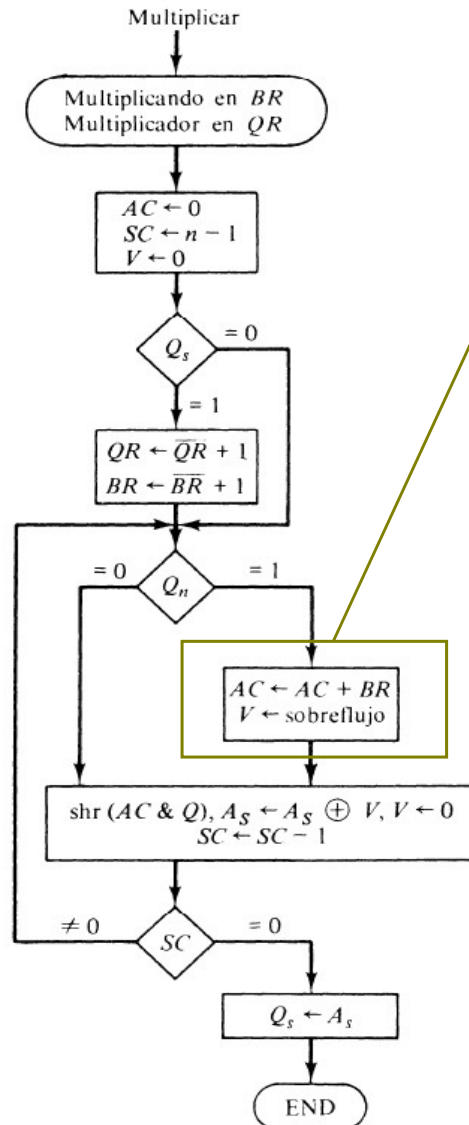 Multiplicar
Multiplicando en BR
Multiplicador en QR
AC ← 0
SC ← n − 1
V ← 0
Q_s
= 0
= 1
QR ← Q̅R̅ + 1
BR ← B̅R̅ + 1
= 0
Q_n
= 1
AC ← AC + BR
V ← sobreflujo
shr (AC & Q), A_S ← A_S ⊕ V, V ← 0
SC ← SC − 1
≠ 0
SC
= 0
Q_s ← A_s
END